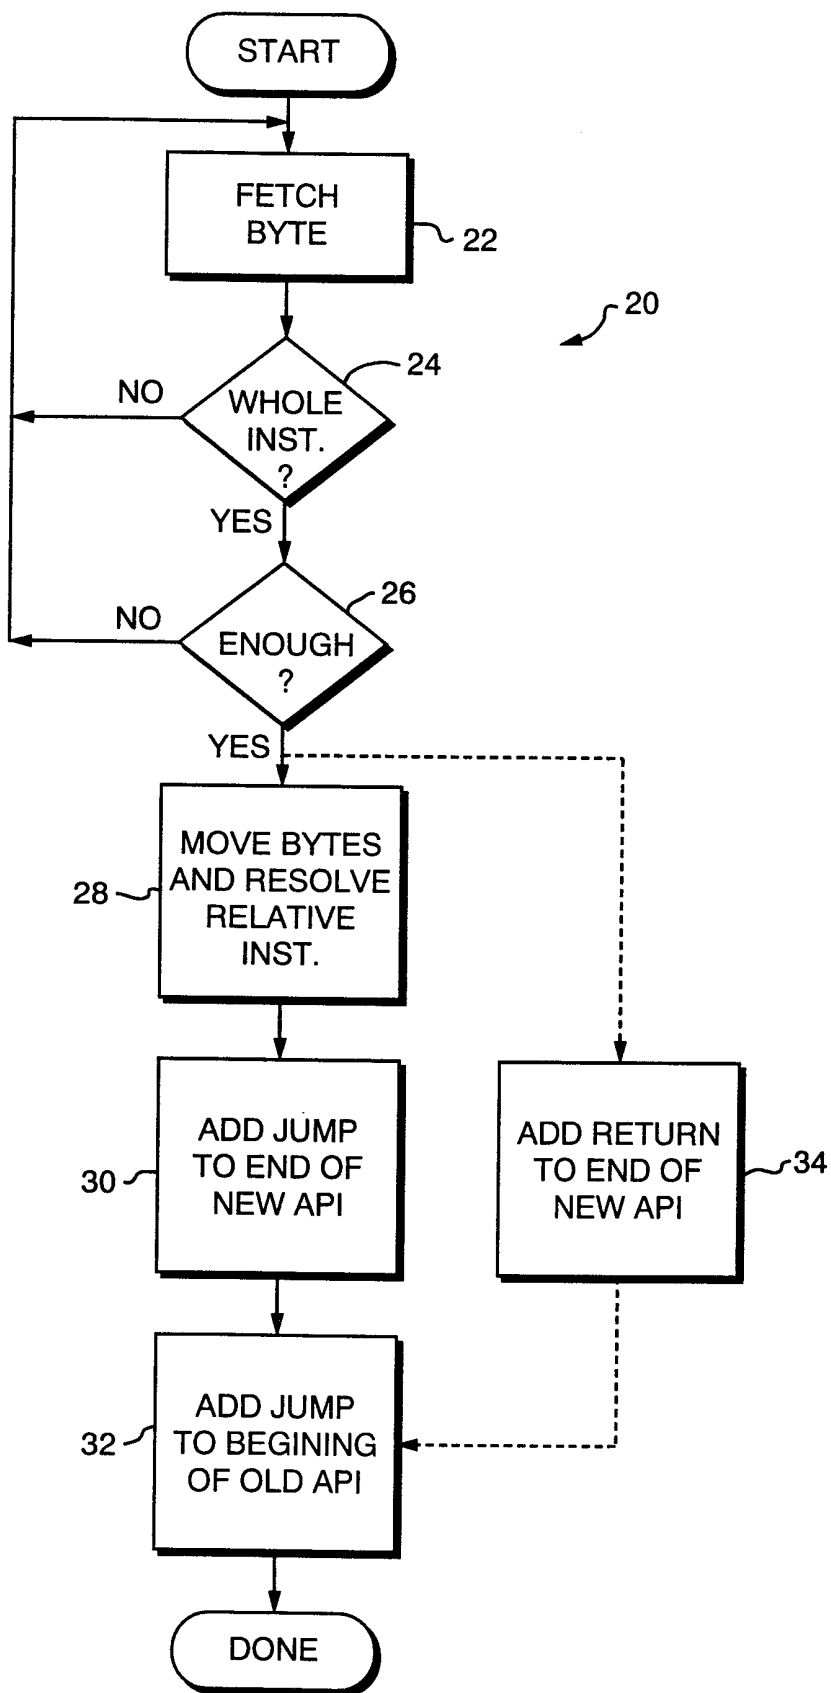 START
FETCH
BYTE
22
20
24
NO
WHOLE
INST.
?
YES
26
NO
ENOUGH
?
YES
28
MOVE BYTES
AND RESOLVE
RELATIVE
INST.
30
ADD JUMP
TO END OF
NEW API
ADD RETURN
TO END OF
NEW API
34
32
ADD JUMP
TO BEGINING
OF OLD API
DONE